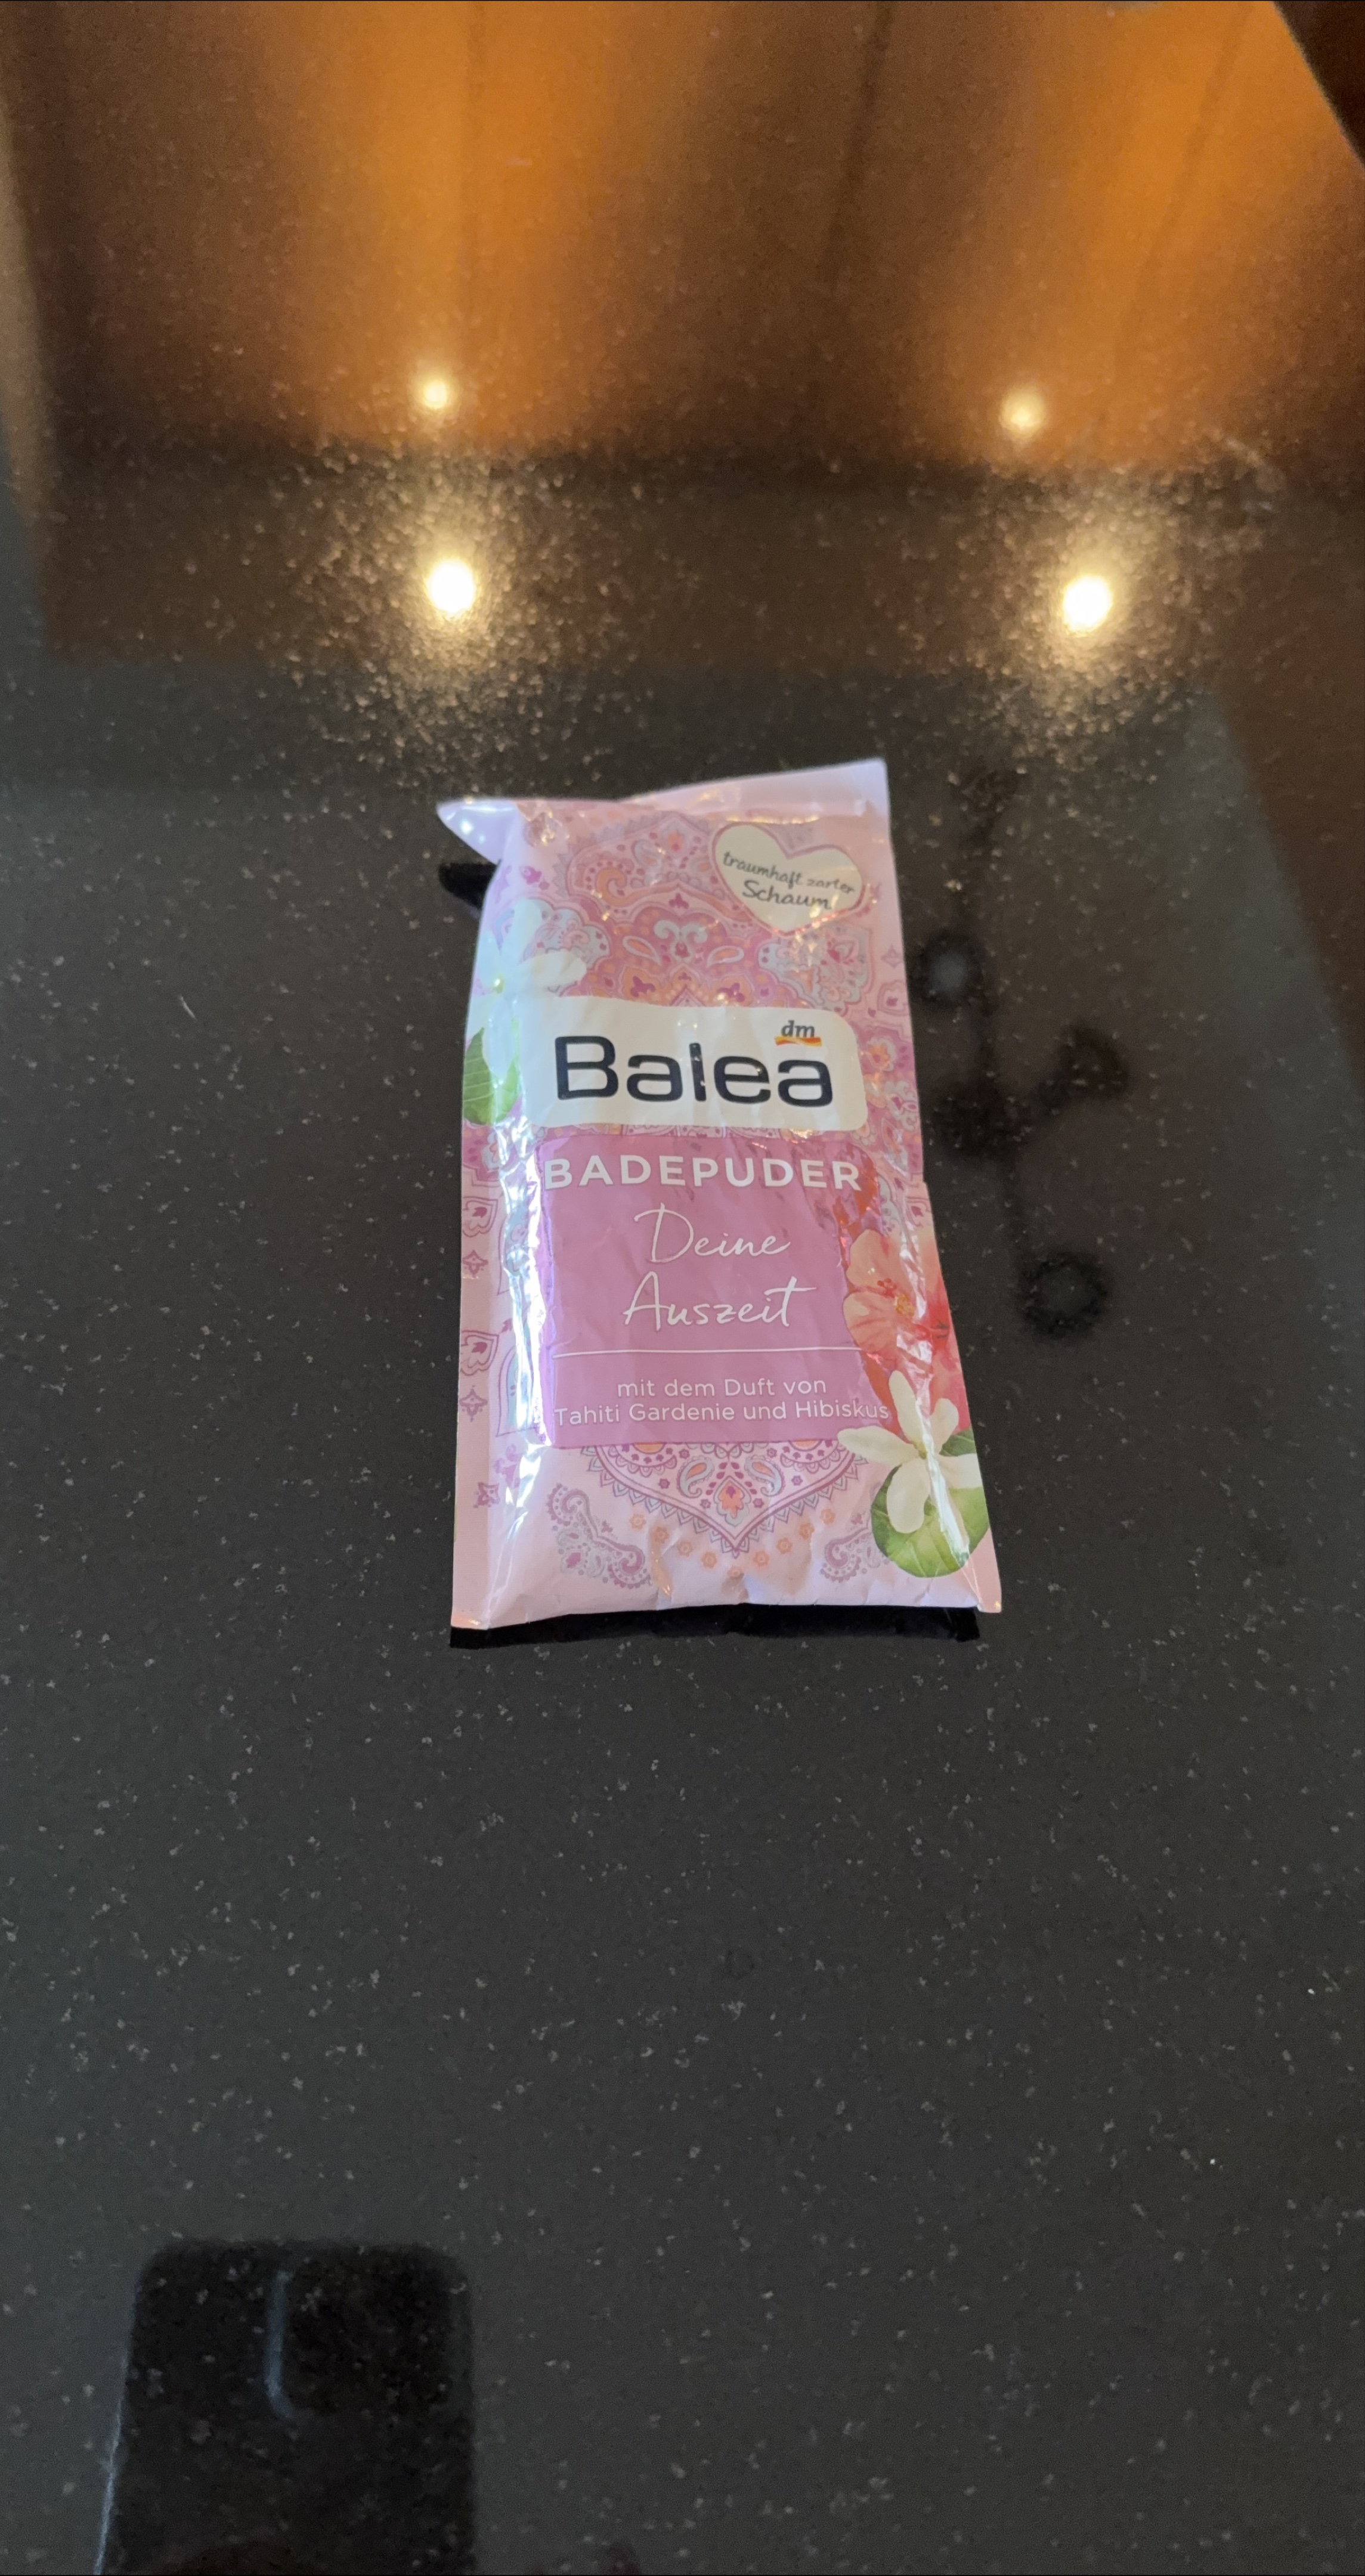 traumhaft zarter
Schaum
dm
Balea
BADEPUDER
Deine
Auszeit
mit dem Duft von
Tahiti Gardenie und Hibiskus